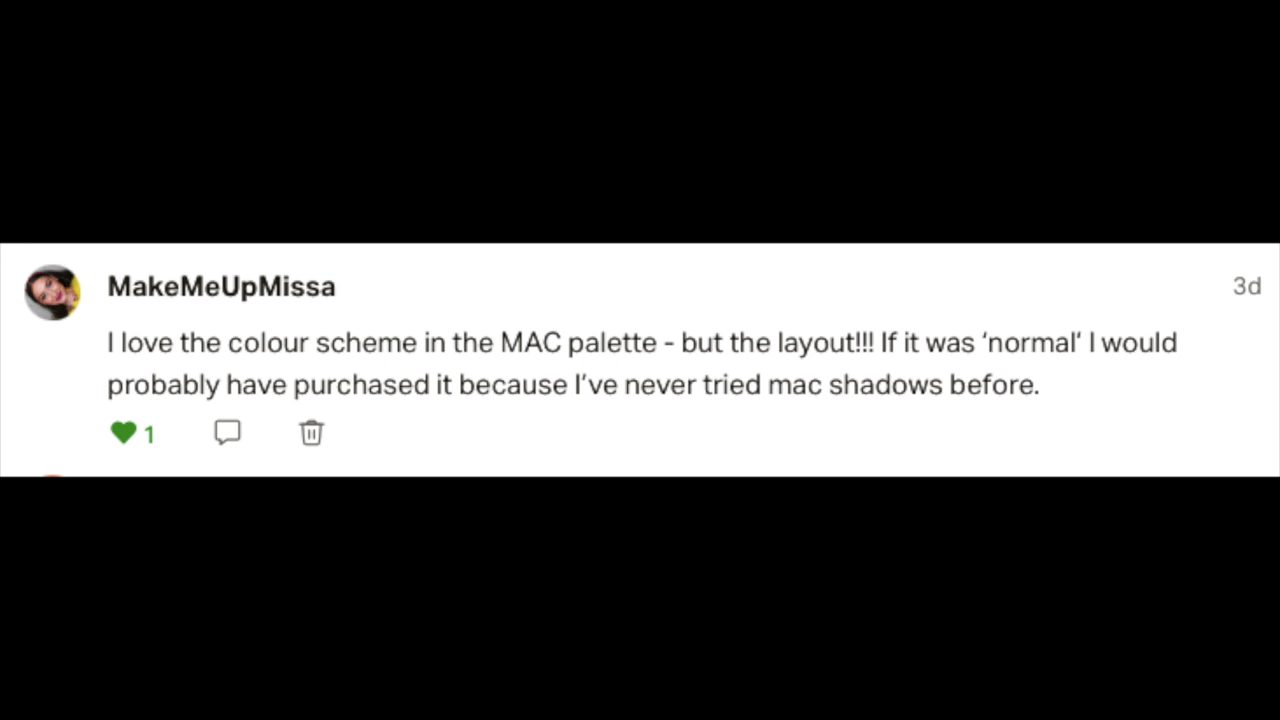 MakeMeUpMissa
3d
I love the colour scheme in the MAC palette - but the layout!!! If it was ‘normal’ I would
probably have purchased it because I’ve never tried mac shadows before.
1